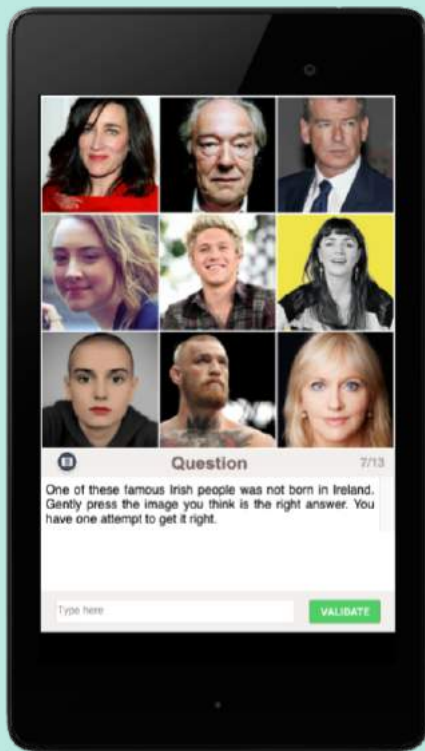 Question
7/13
One of these famous Irish people was not born in Ireland.
Gently press the image you think is the right answer. You
have one attempt to get it right.
Type here
VALIDATE